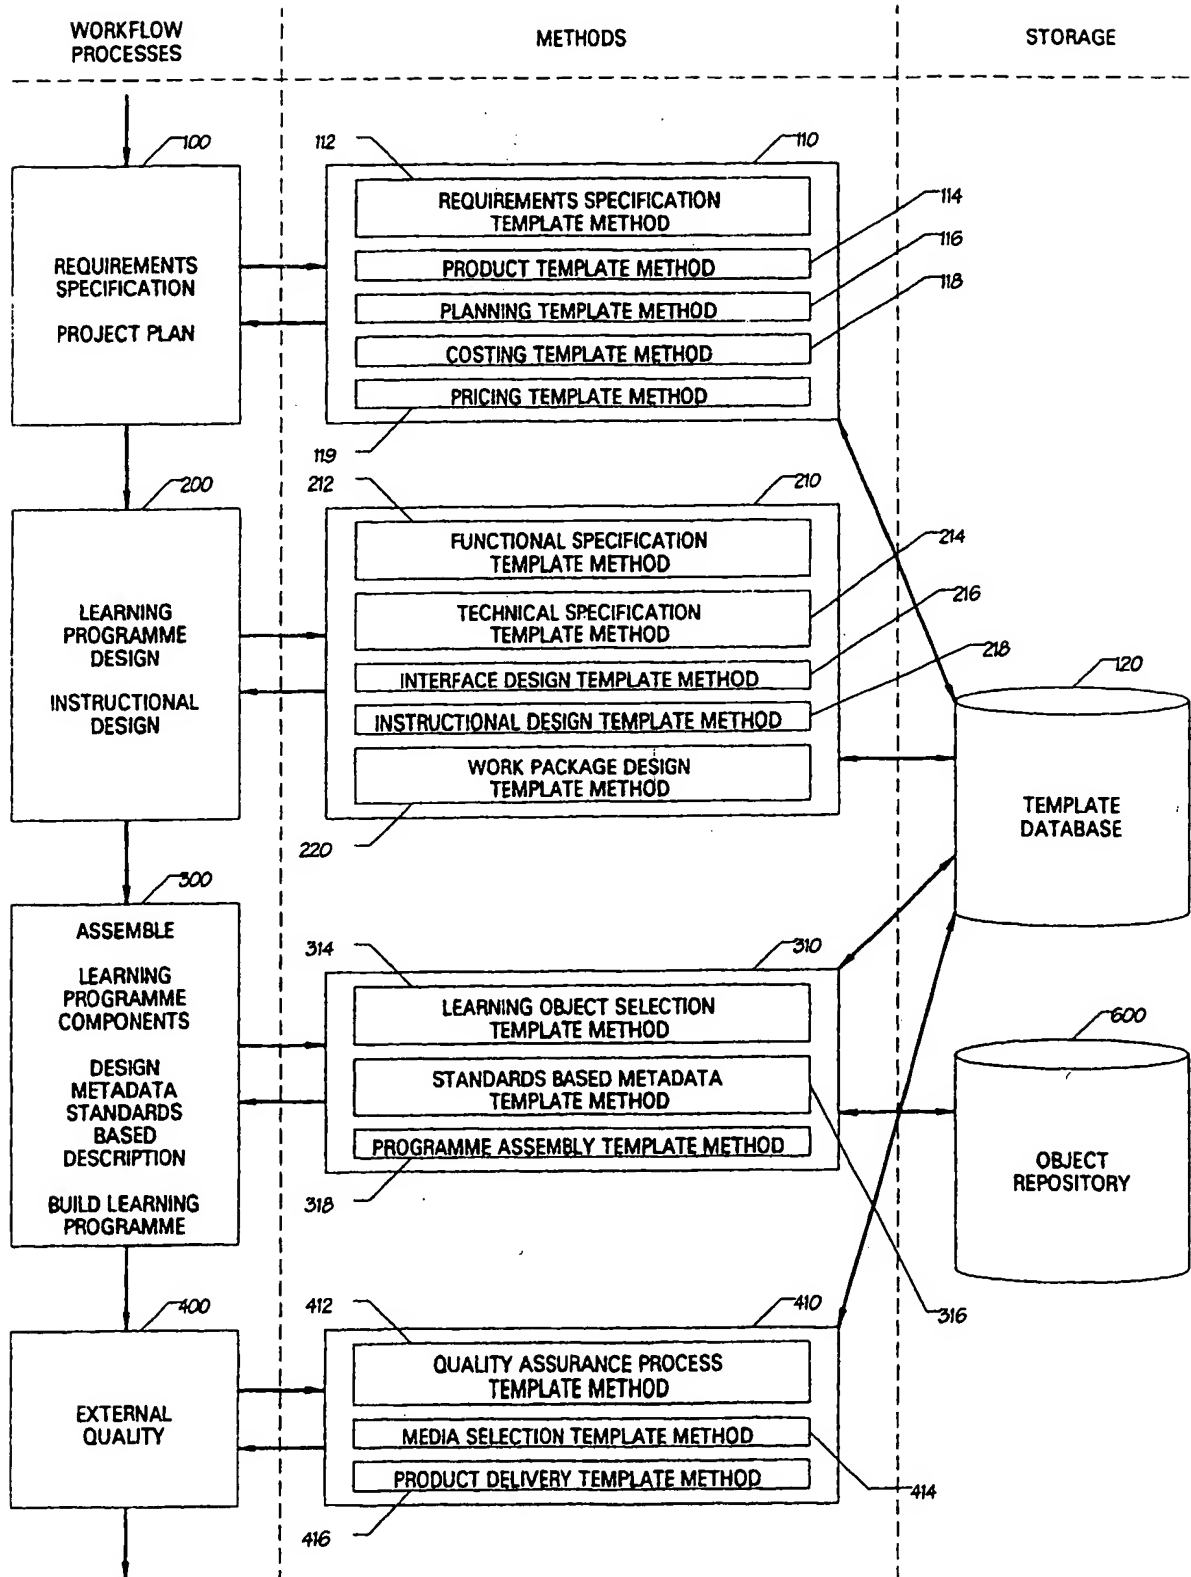 WORKFLOW
PROCESSES
METHODS
STORAGE
100
REQUIREMENTS
SPECIFICATION
PROJECT PLAN
112
110
REQUIREMENTS SPECIFICATION
TEMPLATE METHOD
114
PRODUCT TEMPLATE METHOD
116
PLANNING TEMPLATE METHOD
118
COSTING TEMPLATE METHOD
PRICING TEMPLATE METHOD
119
200
LEARNING
PROGRAMME
DESIGN
INSTRUCTIONAL
DESIGN
212
210
FUNCTIONAL SPECIFICATION
TEMPLATE METHOD
214
TECHNICAL SPECIFICATION
TEMPLATE METHOD
216
INTERFACE DESIGN TEMPLATE METHOD
218
INSTRUCTIONAL DESIGN TEMPLATE METHOD
WORK PACKAGE DESIGN
TEMPLATE METHOD
220
120
TEMPLATE
DATABASE
300
ASSEMBLE
LEARNING
PROGRAMME
COMPONENTS
DESIGN
METADATA
STANDARDS
BASED
DESCRIPTION
BUILD LEARNING
PROGRAMME
314
310
LEARNING OBJECT SELECTION
TEMPLATE METHOD
STANDARDS BASED METADATA
TEMPLATE METHOD
PROGRAMME ASSEMBLY TEMPLATE METHOD
318
600
OBJECT
REPOSITORY
316
400
EXTERNAL
QUALITY
412
410
QUALITY ASSURANCE PROCESS
TEMPLATE METHOD
MEDIA SELECTION TEMPLATE METHOD
PRODUCT DELIVERY TEMPLATE METHOD
414
416